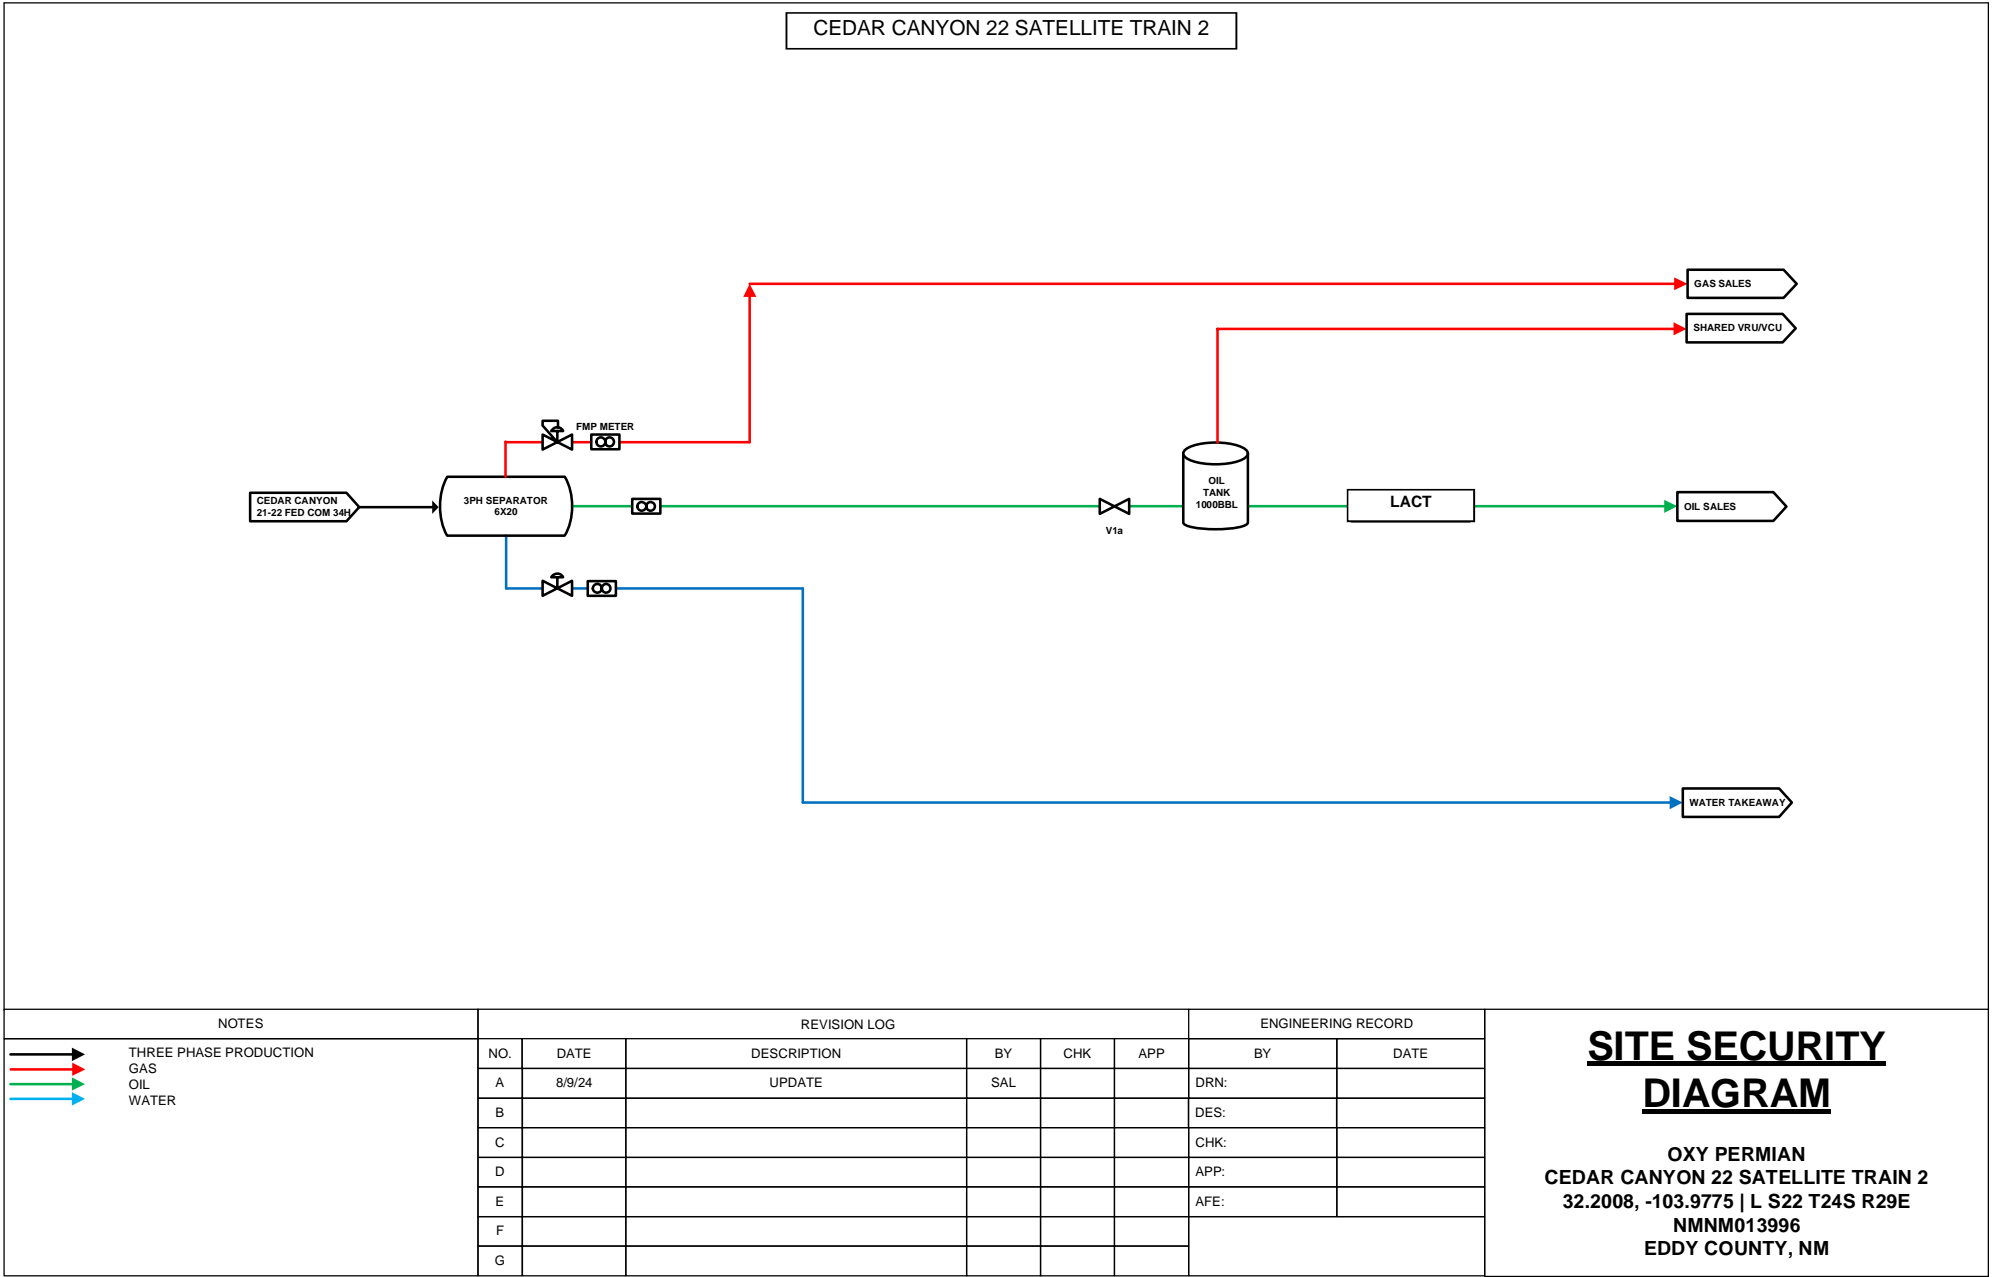 CEDAR CANYON 22 SATELLITE TRAIN 2
GAS SALES
SHARED VRU/VCU
FMP METER
CEDAR CANYON
21-22 FED COM 34H
3PH SEPARATOR
6X20
V1a
OIL
TANK
1000BBL
LACT
OIL SALES
WATER TAKEAWAY
NOTES
THREE PHASE PRODUCTION
GAS
OIL
WATER
REVISION LOG
NO. DATE DESCRIPTION BY CHK APP
A 8/9/24 UPDATE SAL
B
C
D
E
F
G
ENGINEERING RECORD
BY DATE
DRN:
DES:
CHK:
APP:
AFE:
SITE SECURITY
DIAGRAM
OXY PERMIAN
CEDAR CANYON 22 SATELLITE TRAIN 2
32.2008, -103.9775 | L S22 T24S R29E
NMNM013996
EDDY COUNTY, NM